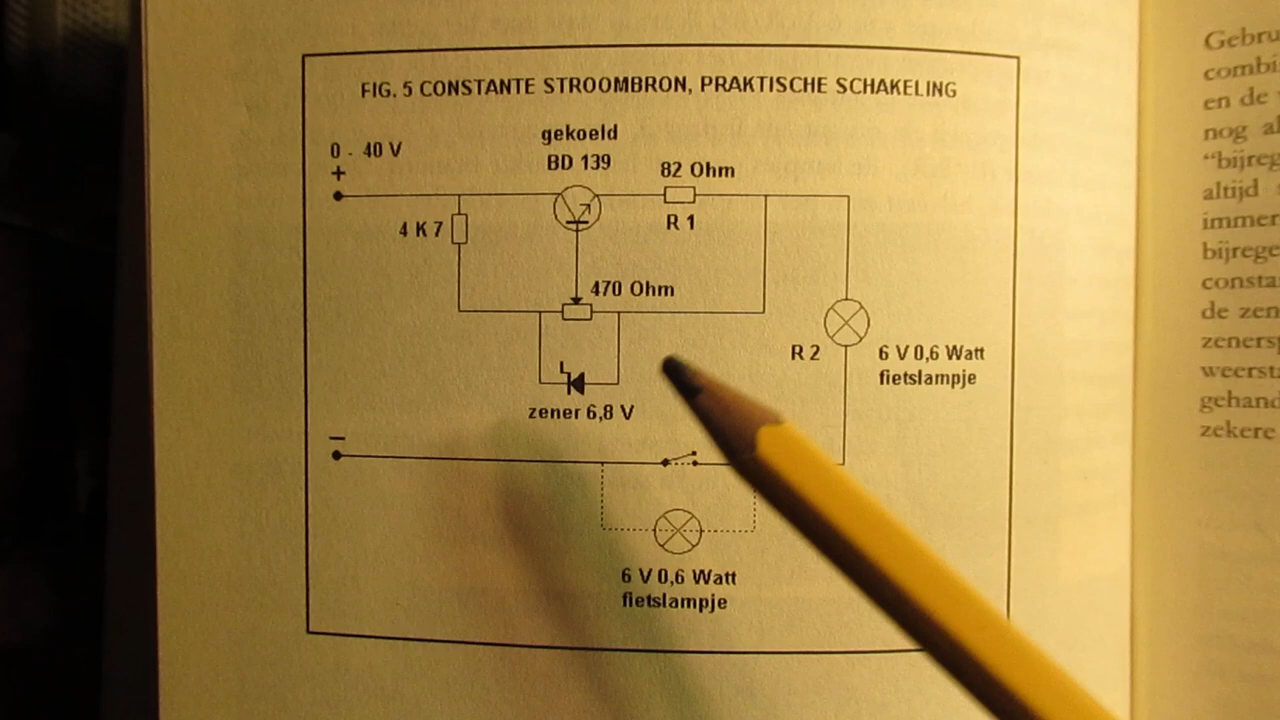 FIG. 5 CONSTANTE STROOMBRON, PRAKTISCHE SCHAKELING
gekoeld
BD 139
0 - 40 V
+
82 Ohm
R 1
4 K 7
470 Ohm
R 2
6 V 0,6 Watt
fietslampje
zener 6,8 V
–
6 V 0,6 Watt
fietslampje
Gebru
combi
en de
nog al
“bijreg
altijd
immer
bijrege
consta
de zen
zenersp
weersta
gehand
zekere